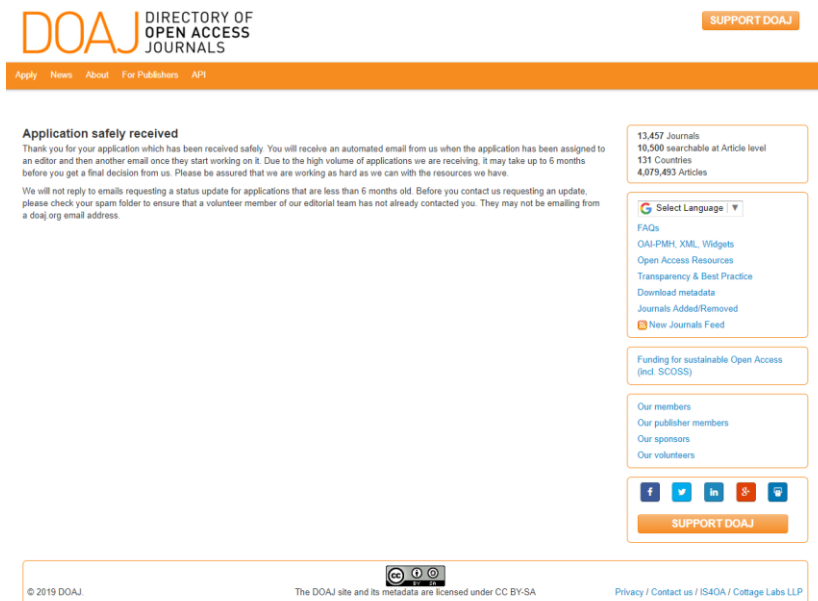 DOAJ
DIRECTORY OF
OPEN ACCESS
JOURNALS
SUPPORT DOAJ
Apply News About For Publishers API
Application safely received
Thank you for your application which has been received safely. You will receive an automated email from us when the application has been assigned to
an editor and then another email once they start working on it. Due to the high volume of applications we are receiving, it may take up to 6 months
before you get a final decision from us. Please be assured that we are working as hard as we can with the resources we have.
We will not reply to emails requesting a status update for applications that are less than 6 months old. Before you contact us requesting an update,
please check your spam folder to ensure that a volunteer member of our editorial team has not already contacted you. They may not be emailing from
a doaj.org email address.
13,457 Journals
10,500 searchable at Article level
131 Countries
4,079,493 Articles
G Select Language ▼
FAQs
OAI-PMH, XML, Widgets
Open Access Resources
Transparency & Best Practice
Download metadata
Journals Added/Removed
New Journals Feed
Funding for sustainable Open Access
(incl. SCOSS)
Our members
Our publisher members
Our sponsors
Our volunteers
f in g+
SUPPORT DOAJ
cc
BY SA
© 2019 DOAJ.
The DOAJ site and its metadata are licensed under CC BY-SA
Privacy / Contact us / IS4OA / Cottage Labs LLP